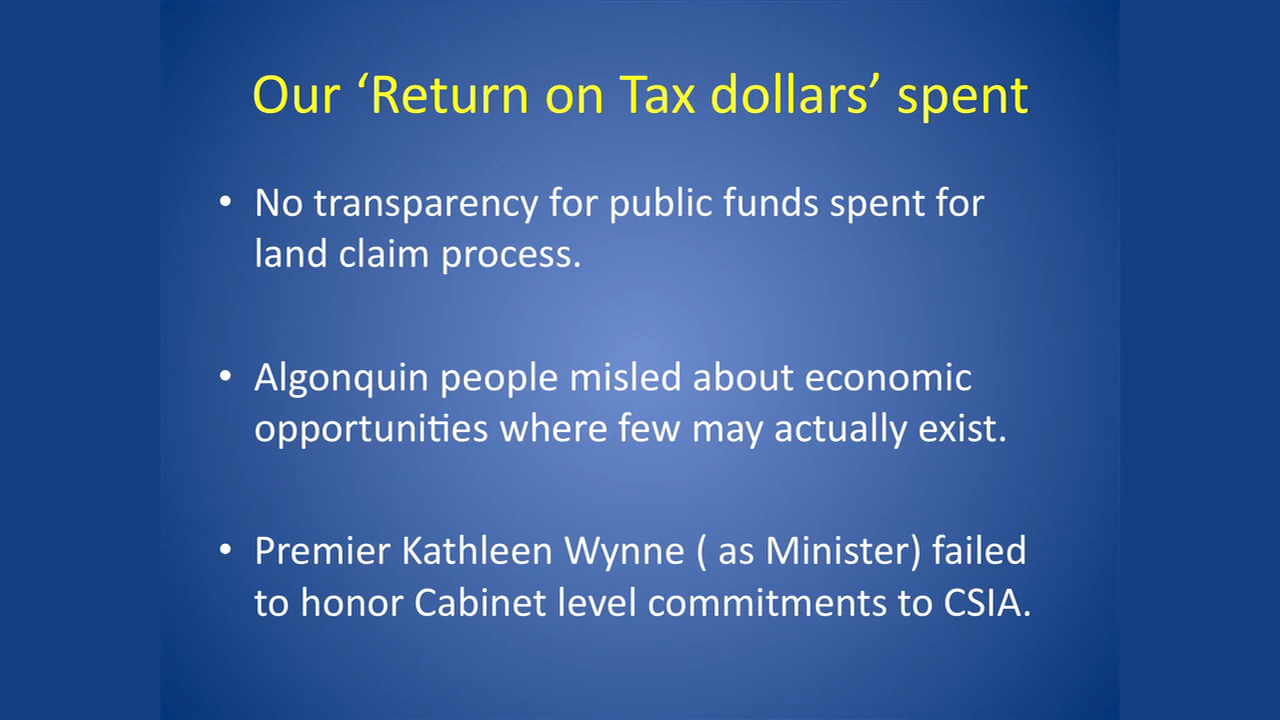 Our ‘Return on Tax dollars’ spent
• No transparency for public funds spent for
land claim process.
• Algonquin people misled about economic
opportunities where few may actually exist.
• Premier Kathleen Wynne ( as Minister) failed
to honor Cabinet level commitments to CSIA.